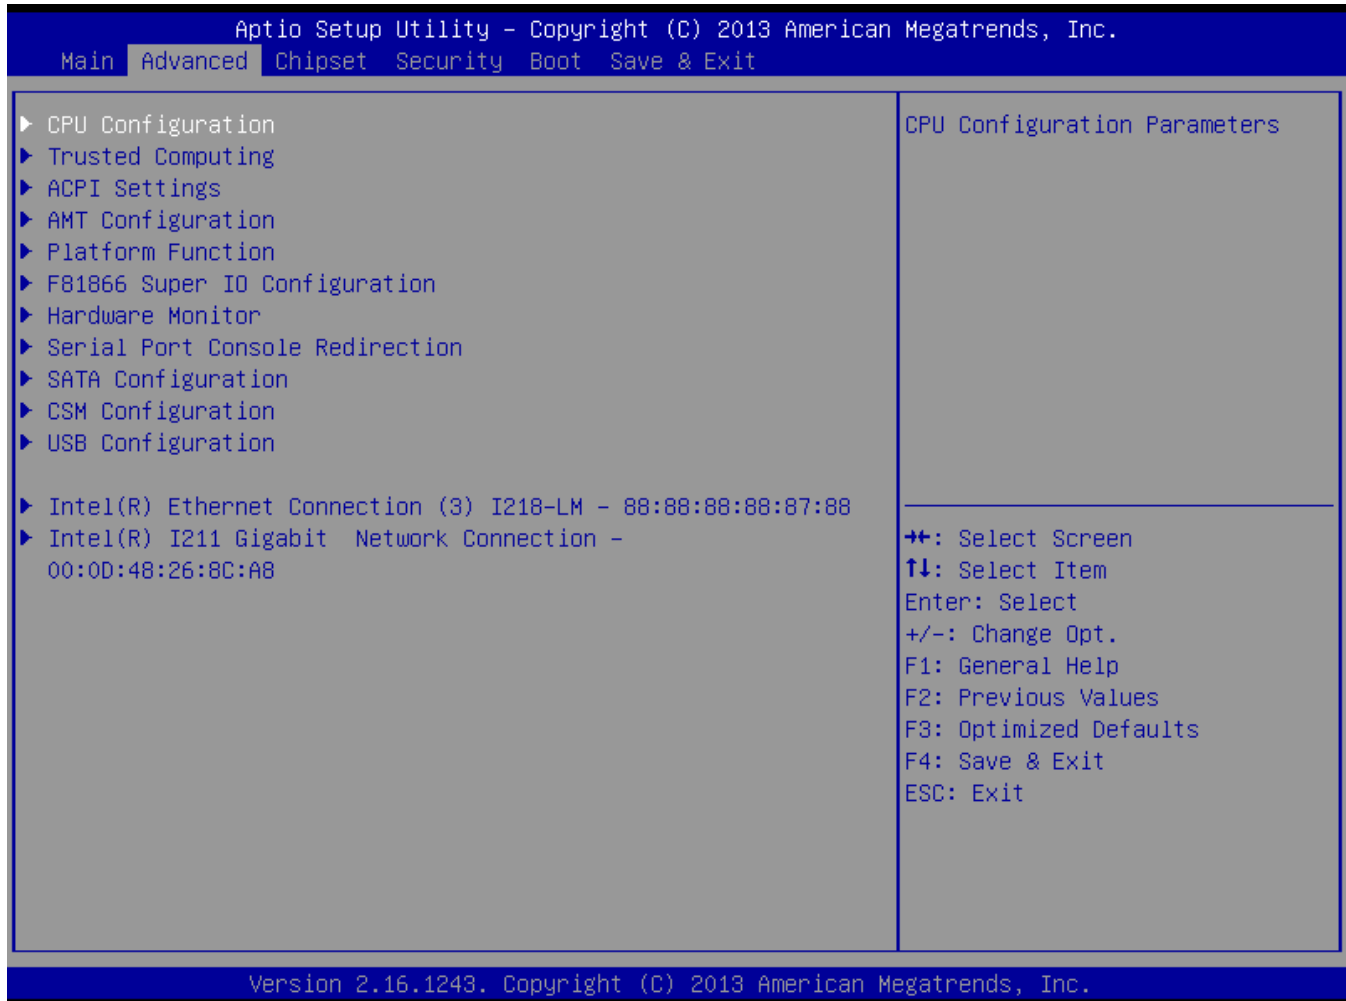 Aptio Setup Utility – Copyright (C) 2013 American Megatrends, Inc.
Main Advanced Chipset Security Boot Save & Exit
CPU Configuration
Trusted Computing
ACPI Settings
AMT Configuration
Platform Function
F81866 Super IO Configuration
Hardware Monitor
Serial Port Console Redirection
SATA Configuration
CSM Configuration
USB Configuration
Intel(R) Ethernet Connection (3) I218–LM – 88:88:88:88:87:88
Intel(R) I211 Gigabit  Network Connection –
00:0D:48:26:8C:A8
CPU Configuration Parameters
→←: Select Screen
↑↓: Select Item
Enter: Select
+/–: Change Opt.
F1: General Help
F2: Previous Values
F3: Optimized Defaults
F4: Save & Exit
ESC: Exit
Version 2.16.1243. Copyright (C) 2013 American Megatrends, Inc.